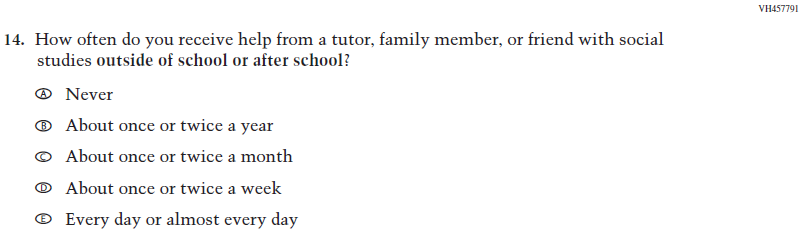 VH457791
14. How often do you receive help from a tutor, family member, or friend with social
studies outside of school or after school?
Ⓐ Never
Ⓑ About once or twice a year
Ⓒ About once or twice a month
Ⓓ About once or twice a week
Ⓔ Every day or almost every day